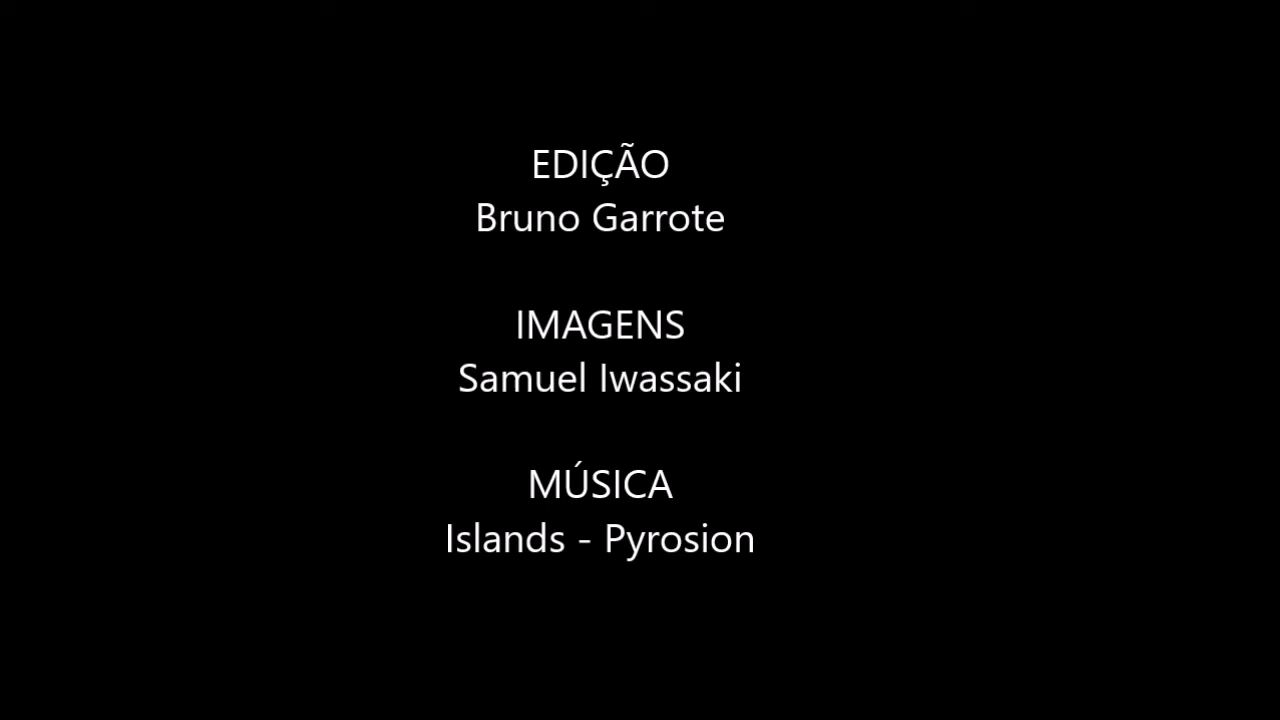 EDIÇÃO
Bruno Garrote
IMAGENS
Samuel Iwassaki
MÚSICA
Islands - Pyrosion